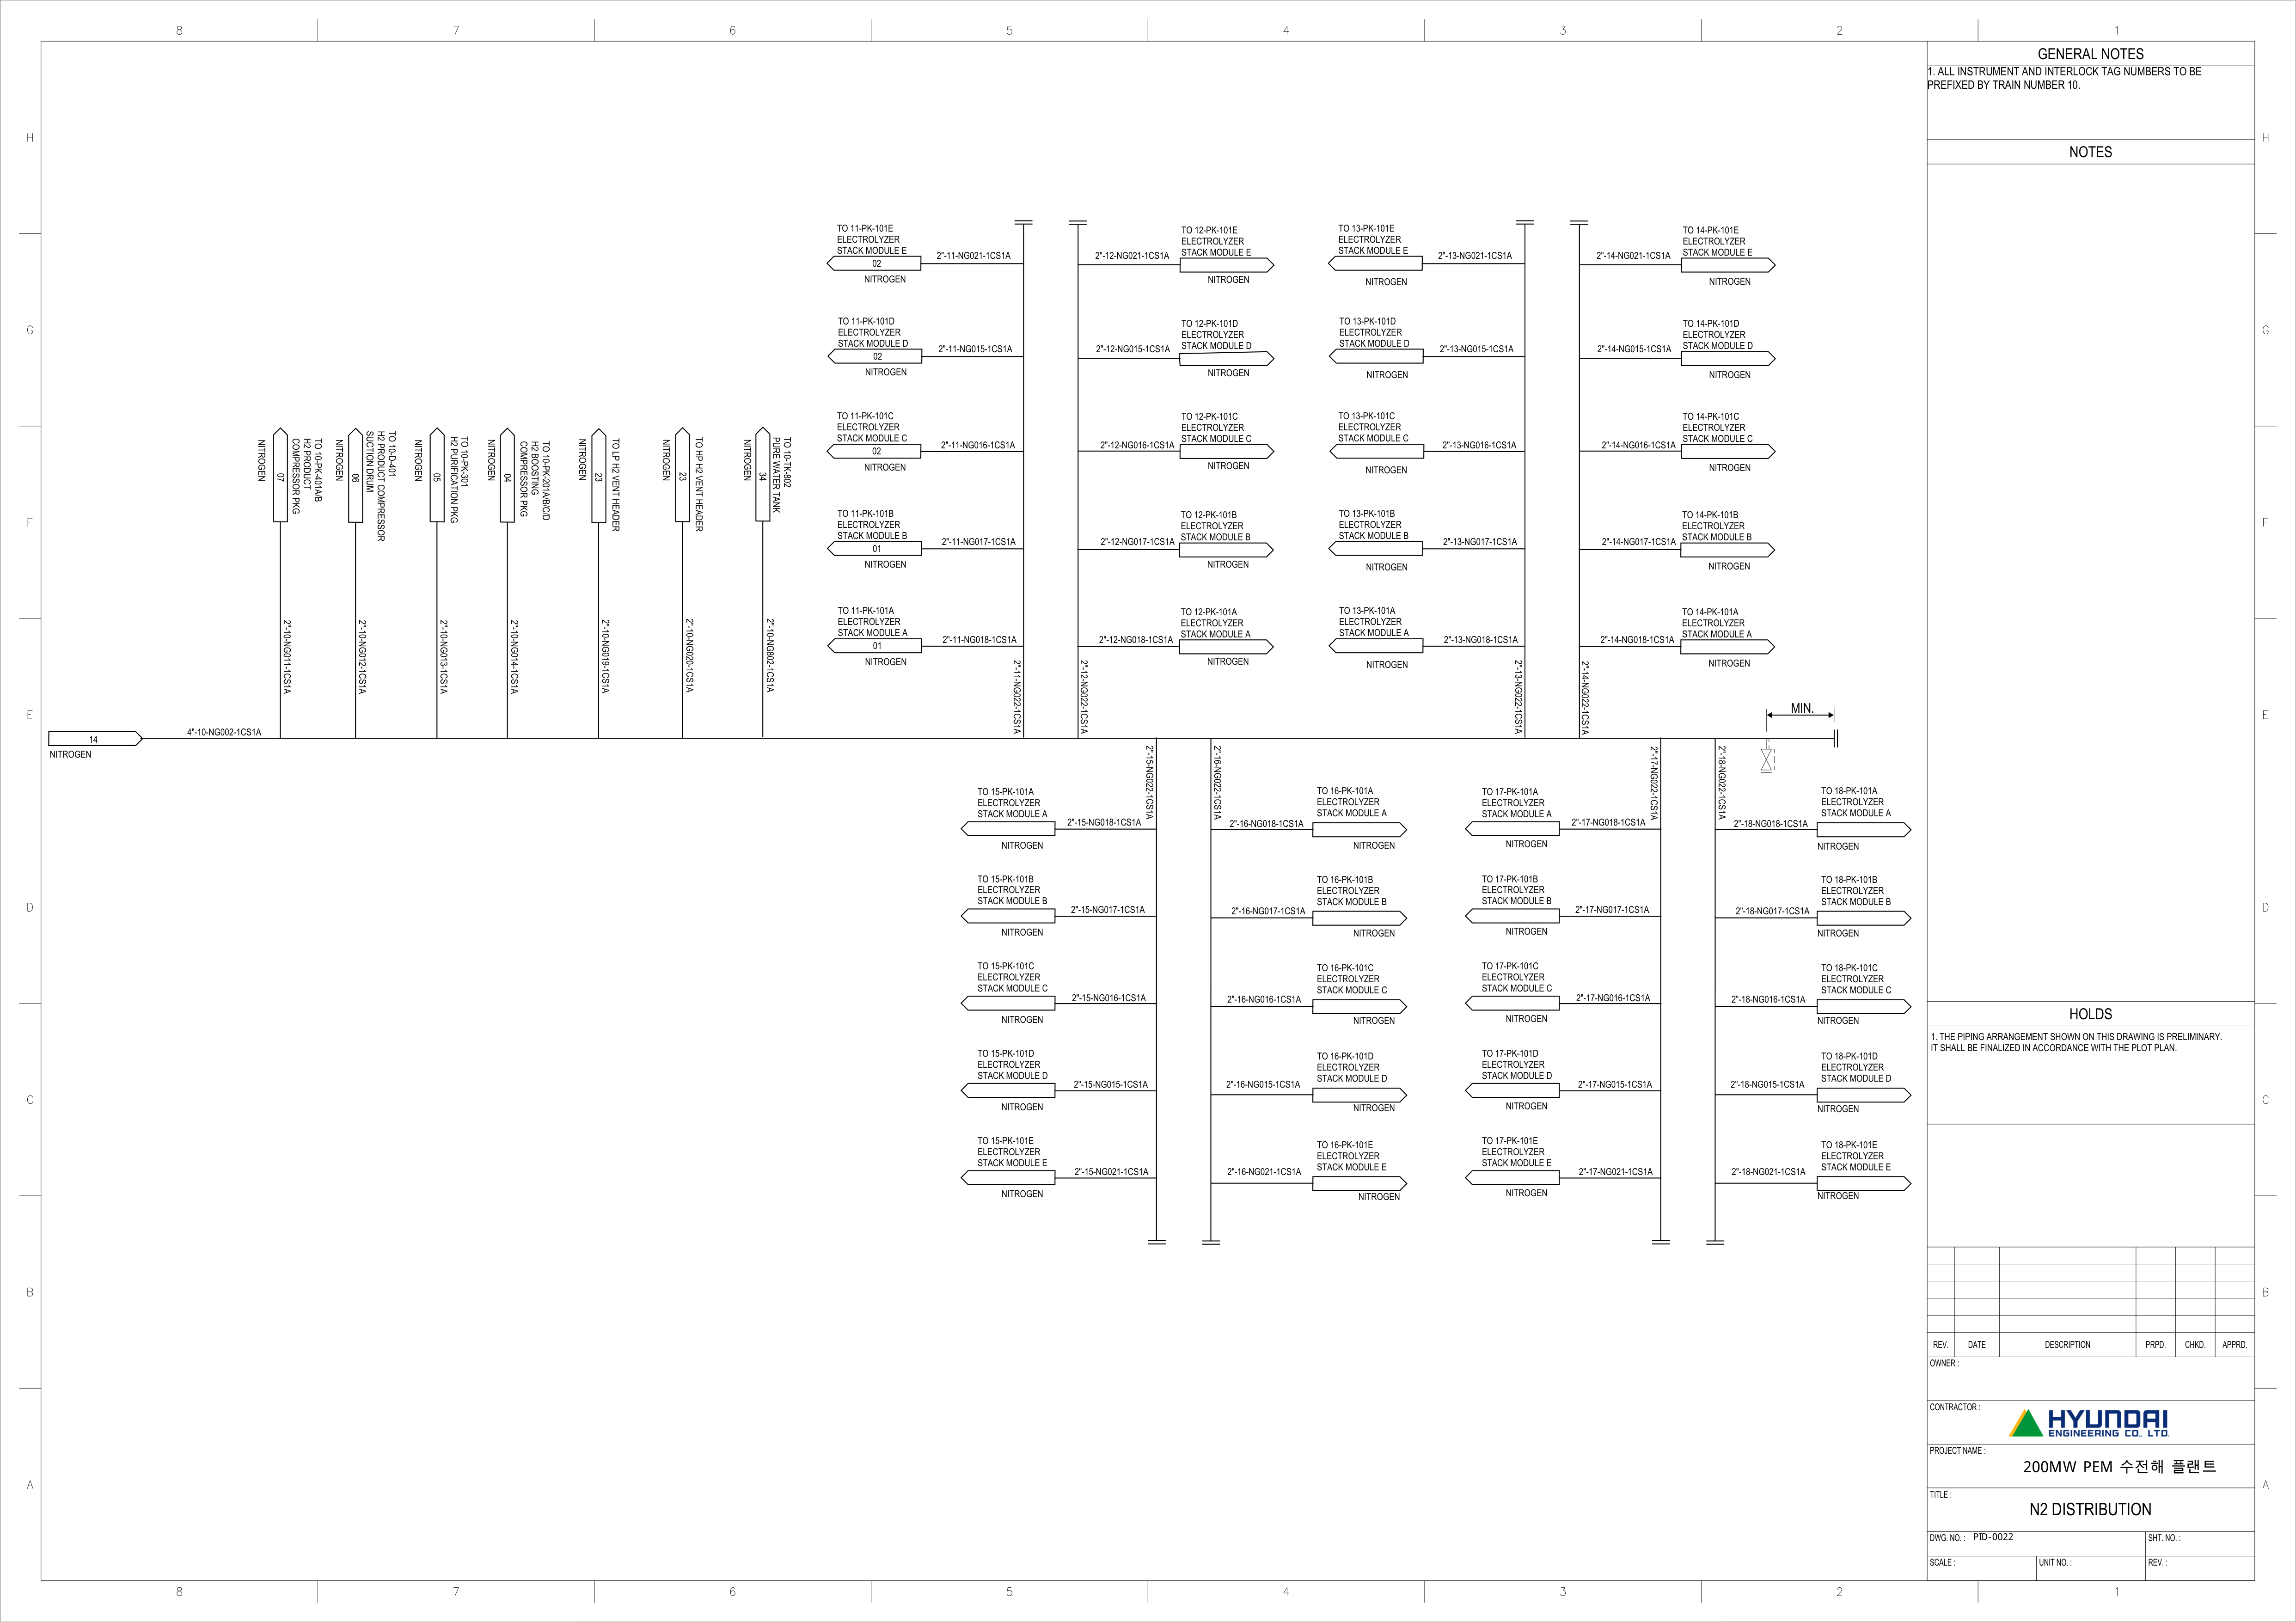 8 7 6 5 4 3 2 1
H
G
F
E
D
C
B
A
TO 10-PK-401A/B
H2 PRODUCT
COMPRESSOR PKG
07
NITROGEN
2"-10-NG011-1CS1A
TO 10-D-401
H2 PRODUCT COMPRESSOR
SUCTION DRUM
06
NITROGEN
2"-10-NG012-1CS1A
TO 10-PK-301
H2 PURIFICATION PKG
05
NITROGEN
2"-10-NG013-1CS1A
TO 10-PK-201A/B/C/D
H2 BOOSTING
COMPRESSOR PKG
04
NITROGEN
2"-10-NG014-1CS1A
TO LP H2 VENT HEADER
23
NITROGEN
2"-10-NG019-1CS1A
TO HP H2 VENT HEADER
23
NITROGEN
2"-10-NG020-1CS1A
TO 10-TK-802
PURE WATER TANK
34
NITROGEN
2"-10-NG802-1CS1A
14
NITROGEN
4"-10-NG002-1CS1A
TO 11-PK-101E
ELECTROLYZER
STACK MODULE E
02
NITROGEN
2"-11-NG021-1CS1A
TO 11-PK-101D
ELECTROLYZER
STACK MODULE D
02
NITROGEN
2"-11-NG015-1CS1A
TO 11-PK-101C
ELECTROLYZER
STACK MODULE C
02
NITROGEN
2"-11-NG016-1CS1A
TO 11-PK-101B
ELECTROLYZER
STACK MODULE B
01
NITROGEN
2"-11-NG017-1CS1A
TO 11-PK-101A
ELECTROLYZER
STACK MODULE A
01
NITROGEN
2"-11-NG018-1CS1A
2"-11-NG022-1CS1A
2"-12-NG022-1CS1A
2"-12-NG021-1CS1A
TO 12-PK-101E
ELECTROLYZER
STACK MODULE E
NITROGEN
2"-12-NG015-1CS1A
TO 12-PK-101D
ELECTROLYZER
STACK MODULE D
NITROGEN
2"-12-NG016-1CS1A
TO 12-PK-101C
ELECTROLYZER
STACK MODULE C
NITROGEN
2"-12-NG017-1CS1A
TO 12-PK-101B
ELECTROLYZER
STACK MODULE B
NITROGEN
2"-12-NG018-1CS1A
TO 12-PK-101A
ELECTROLYZER
STACK MODULE A
NITROGEN
TO 13-PK-101E
ELECTROLYZER
STACK MODULE E
NITROGEN
2"-13-NG021-1CS1A
TO 13-PK-101D
ELECTROLYZER
STACK MODULE D
NITROGEN
2"-13-NG015-1CS1A
TO 13-PK-101C
ELECTROLYZER
STACK MODULE C
NITROGEN
2"-13-NG016-1CS1A
TO 13-PK-101B
ELECTROLYZER
STACK MODULE B
NITROGEN
2"-13-NG017-1CS1A
TO 13-PK-101A
ELECTROLYZER
STACK MODULE A
NITROGEN
2"-13-NG018-1CS1A
2"-13-NG022-1CS1A
2"-14-NG022-1CS1A
2"-14-NG021-1CS1A
TO 14-PK-101E
ELECTROLYZER
STACK MODULE E
NITROGEN
2"-14-NG015-1CS1A
TO 14-PK-101D
ELECTROLYZER
STACK MODULE D
NITROGEN
2"-14-NG016-1CS1A
TO 14-PK-101C
ELECTROLYZER
STACK MODULE C
NITROGEN
2"-14-NG017-1CS1A
TO 14-PK-101B
ELECTROLYZER
STACK MODULE B
NITROGEN
2"-14-NG018-1CS1A
TO 14-PK-101A
ELECTROLYZER
STACK MODULE A
NITROGEN
MIN.
2"-15-NG022-1CS1A
TO 15-PK-101A
ELECTROLYZER
STACK MODULE A
NITROGEN
2"-15-NG018-1CS1A
TO 15-PK-101B
ELECTROLYZER
STACK MODULE B
NITROGEN
2"-15-NG017-1CS1A
TO 15-PK-101C
ELECTROLYZER
STACK MODULE C
NITROGEN
2"-15-NG016-1CS1A
TO 15-PK-101D
ELECTROLYZER
STACK MODULE D
NITROGEN
2"-15-NG015-1CS1A
TO 15-PK-101E
ELECTROLYZER
STACK MODULE E
NITROGEN
2"-15-NG021-1CS1A
2"-16-NG022-1CS1A
2"-16-NG018-1CS1A
TO 16-PK-101A
ELECTROLYZER
STACK MODULE A
NITROGEN
2"-16-NG017-1CS1A
TO 16-PK-101B
ELECTROLYZER
STACK MODULE B
NITROGEN
2"-16-NG016-1CS1A
TO 16-PK-101C
ELECTROLYZER
STACK MODULE C
NITROGEN
2"-16-NG015-1CS1A
TO 16-PK-101D
ELECTROLYZER
STACK MODULE D
NITROGEN
2"-16-NG021-1CS1A
TO 16-PK-101E
ELECTROLYZER
STACK MODULE E
NITROGEN
2"-17-NG022-1CS1A
TO 17-PK-101A
ELECTROLYZER
STACK MODULE A
NITROGEN
2"-17-NG018-1CS1A
TO 17-PK-101B
ELECTROLYZER
STACK MODULE B
NITROGEN
2"-17-NG017-1CS1A
TO 17-PK-101C
ELECTROLYZER
STACK MODULE C
NITROGEN
2"-17-NG016-1CS1A
TO 17-PK-101D
ELECTROLYZER
STACK MODULE D
NITROGEN
2"-17-NG015-1CS1A
TO 17-PK-101E
ELECTROLYZER
STACK MODULE E
NITROGEN
2"-17-NG021-1CS1A
2"-18-NG022-1CS1A
2"-18-NG018-1CS1A
TO 18-PK-101A
ELECTROLYZER
STACK MODULE A
NITROGEN
2"-18-NG017-1CS1A
TO 18-PK-101B
ELECTROLYZER
STACK MODULE B
NITROGEN
2"-18-NG016-1CS1A
TO 18-PK-101C
ELECTROLYZER
STACK MODULE C
NITROGEN
2"-18-NG015-1CS1A
TO 18-PK-101D
ELECTROLYZER
STACK MODULE D
NITROGEN
2"-18-NG021-1CS1A
TO 18-PK-101E
ELECTROLYZER
STACK MODULE E
NITROGEN
GENERAL NOTES
1. ALL INSTRUMENT AND INTERLOCK TAG NUMBERS TO BE
PREFIXED BY TRAIN NUMBER 10.
NOTES
HOLDS
1. THE PIPING ARRANGEMENT SHOWN ON THIS DRAWING IS PRELIMINARY.
IT SHALL BE FINALIZED IN ACCORDANCE WITH THE PLOT PLAN.
REV. DATE DESCRIPTION PRPD. CHKD. APPRD.
OWNER :
CONTRACTOR :
HYUNDAI
ENGINEERING CO., LTD.
PROJECT NAME :
200MW PEM 수전해 플랜트
TITLE :
N2 DISTRIBUTION
DWG. NO. : PID-0022 SHT. NO. :
SCALE : UNIT NO. : REV. :
H
G
F
E
D
C
B
A
8 7 6 5 4 3 2 1